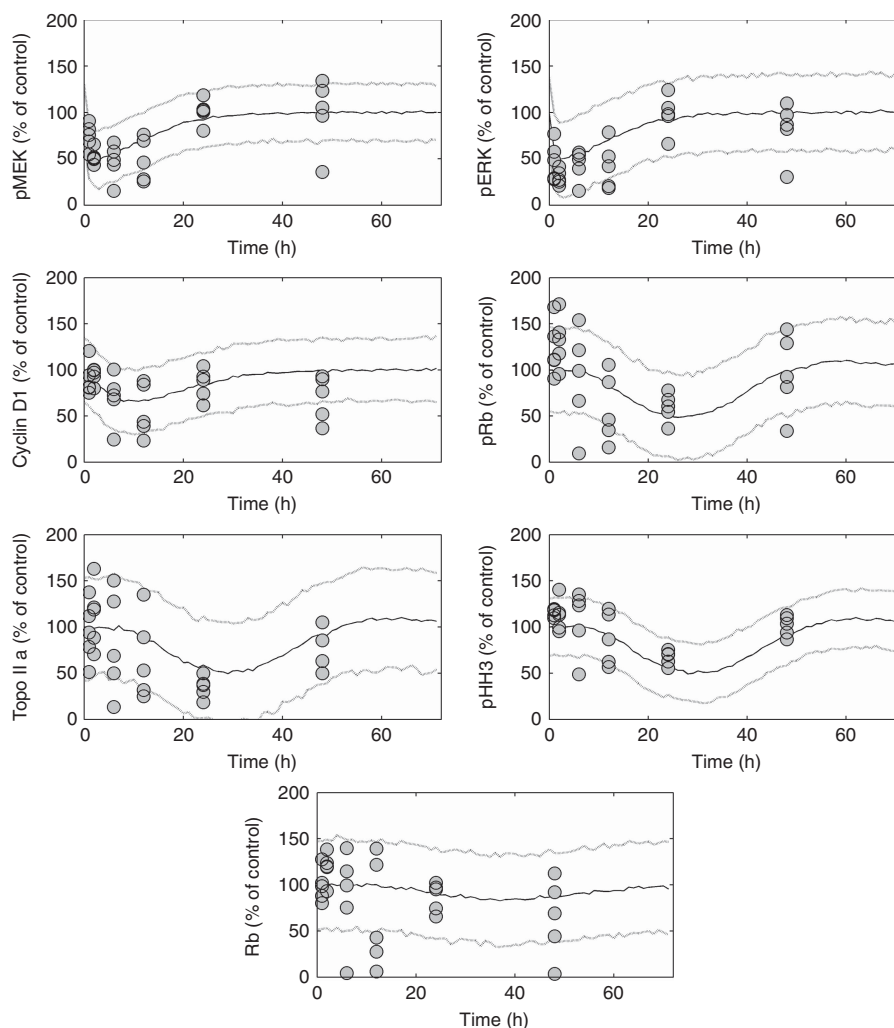 200
150
100
50
0
pMEK (% of control)
0 20 40 60
Time (h)
200
150
100
50
0
pERK (% of control)
0 20 40 60
Time (h)
200
150
100
50
0
Cyclin D1 (% of control)
0 20 40 60
Time (h)
200
150
100
50
0
pRb (% of control)
0 20 40 60
Time (h)
200
150
100
50
0
Topo II a (% of control)
0 20 40 60
Time (h)
200
150
100
50
0
pHH3 (% of control)
0 20 40 60
Time (h)
200
150
100
50
0
Rb (% of control)
0 20 40 60
Time (h)